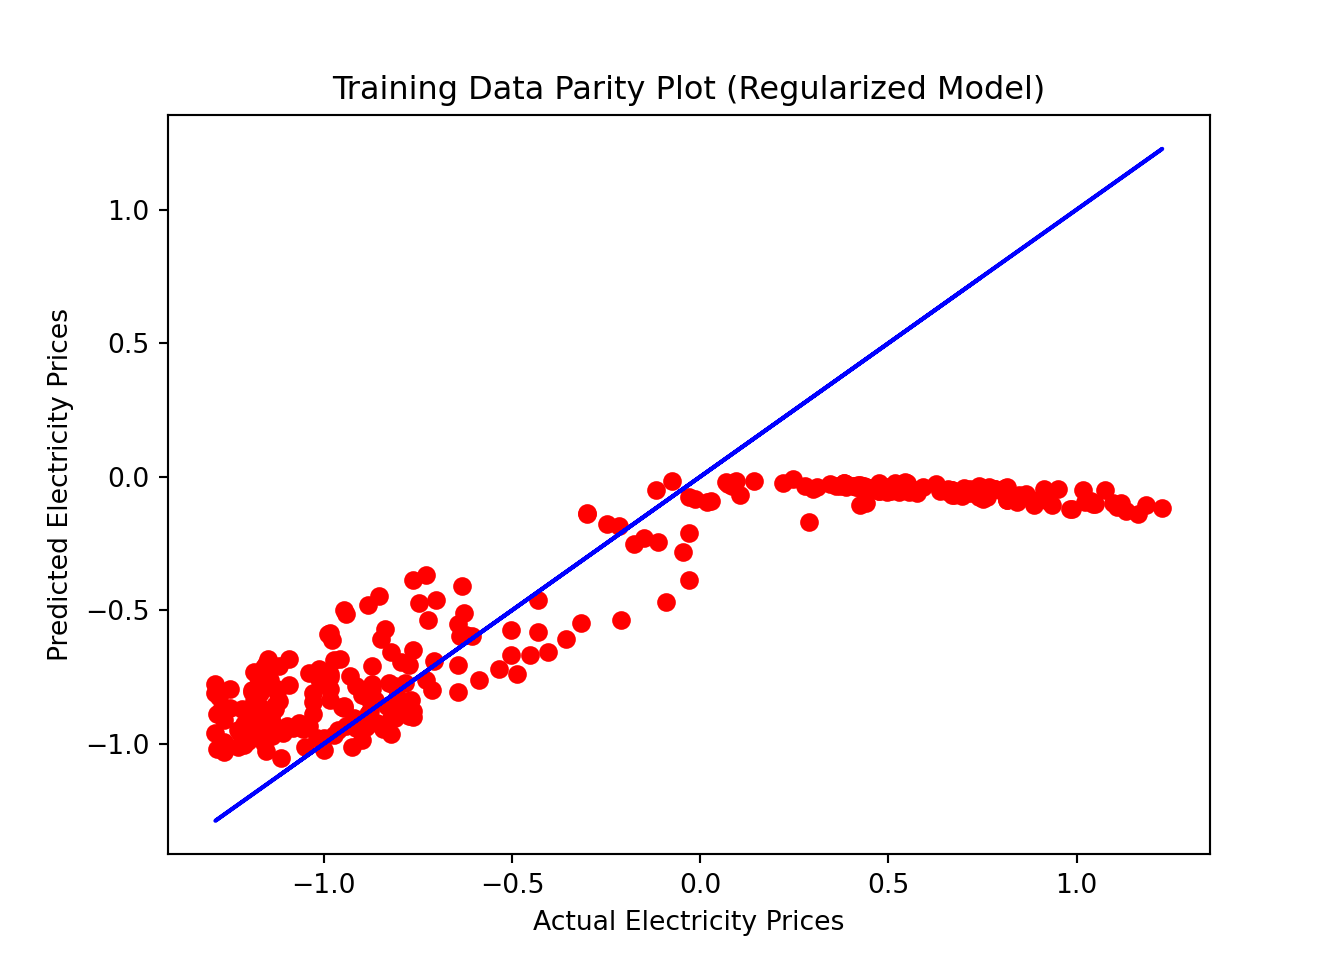 Training Data Parity Plot (Regularized Model)
1.0
0.5
0.0
−0.5
−1.0
Predicted Electricity Prices
−1.0 −0.5 0.0 0.5 1.0
Actual Electricity Prices